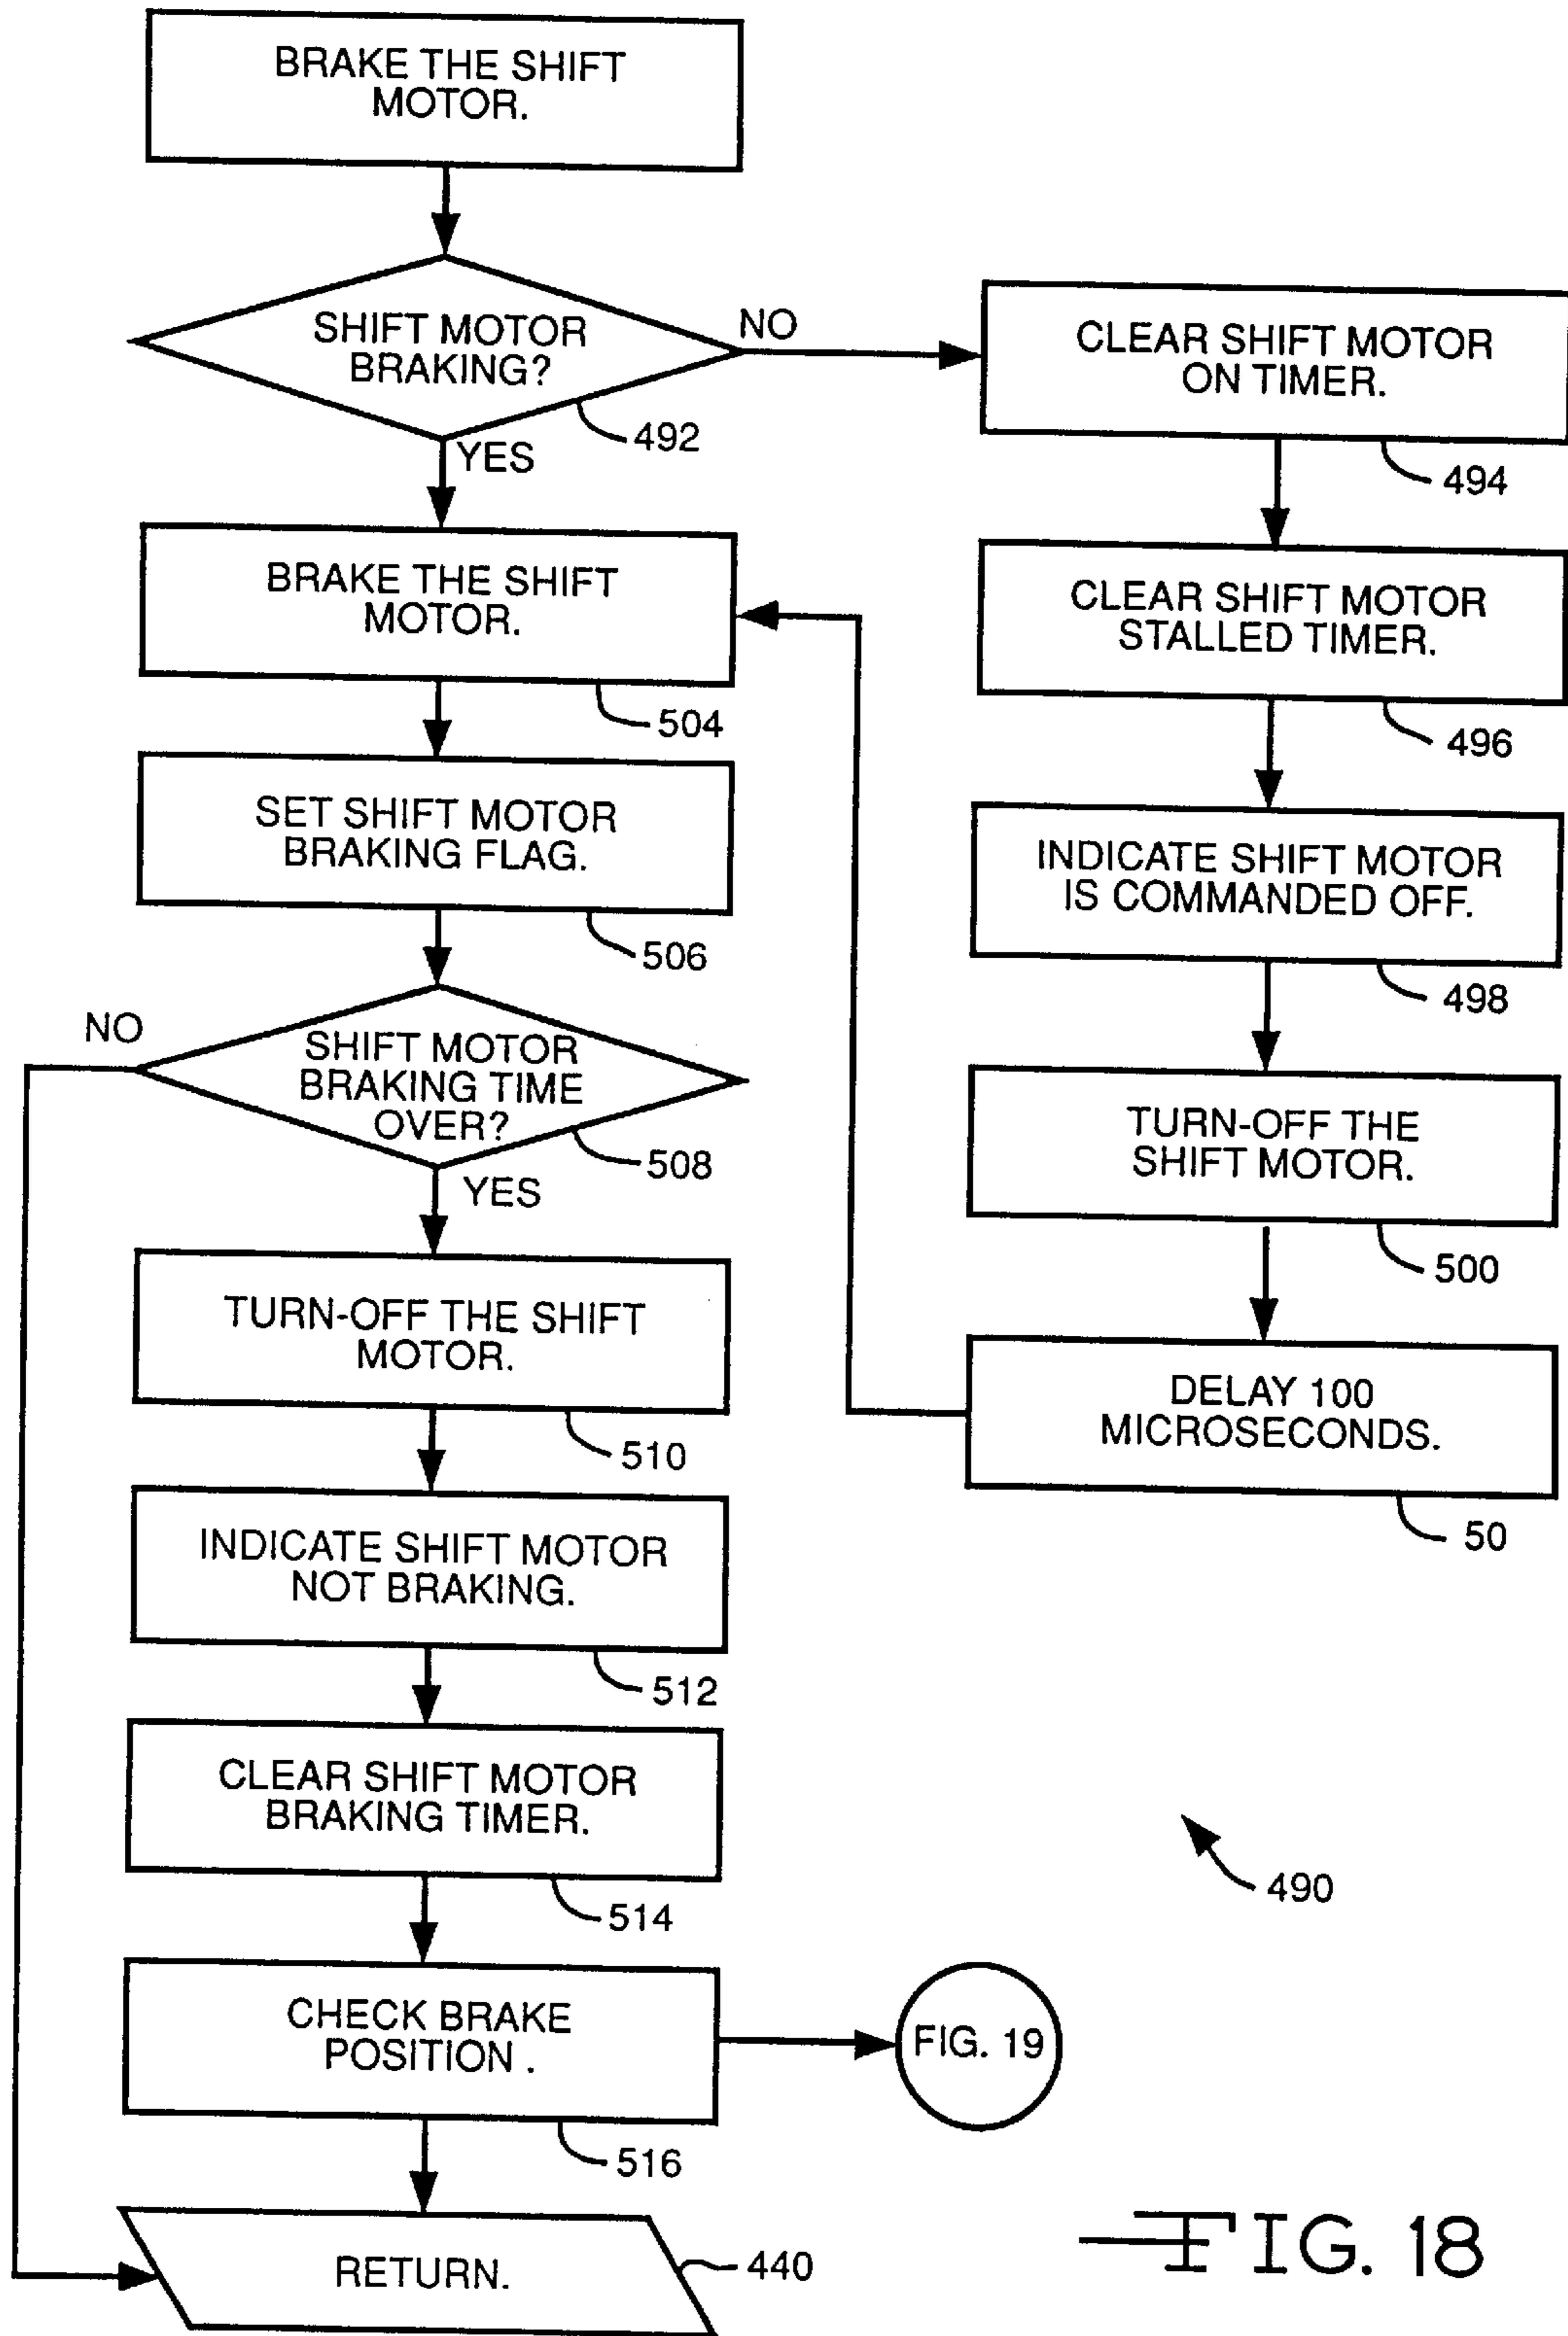 BRAKE THE SHIFT
MOTOR.
SHIFT MOTOR
BRAKING?
NO
492
YES
CLEAR SHIFT MOTOR
ON TIMER.
494
CLEAR SHIFT MOTOR
STALLED TIMER.
496
INDICATE SHIFT MOTOR
IS COMMANDED OFF.
498
TURN-OFF THE
SHIFT MOTOR.
500
DELAY 100
MICROSECONDS.
50
BRAKE THE SHIFT
MOTOR.
504
SET SHIFT MOTOR
BRAKING FLAG.
506
NO
SHIFT MOTOR
BRAKING TIME
OVER?
508
YES
TURN-OFF THE SHIFT
MOTOR.
510
INDICATE SHIFT MOTOR
NOT BRAKING.
512
CLEAR SHIFT MOTOR
BRAKING TIMER.
514
CHECK BRAKE
POSITION .
516
FIG. 19
RETURN.
440
490
FIG. 18